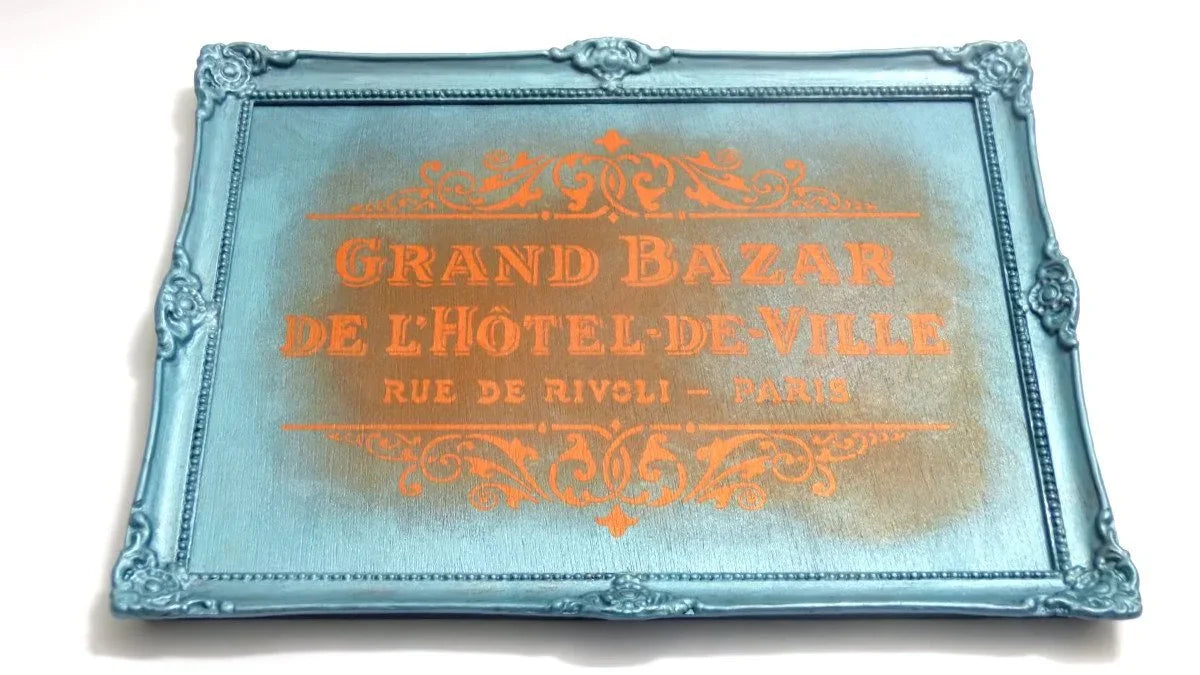 GRAND BAZAR
DE L'HÔTEL-DE-VILLE
RUE DE RIVOLI – PARIS